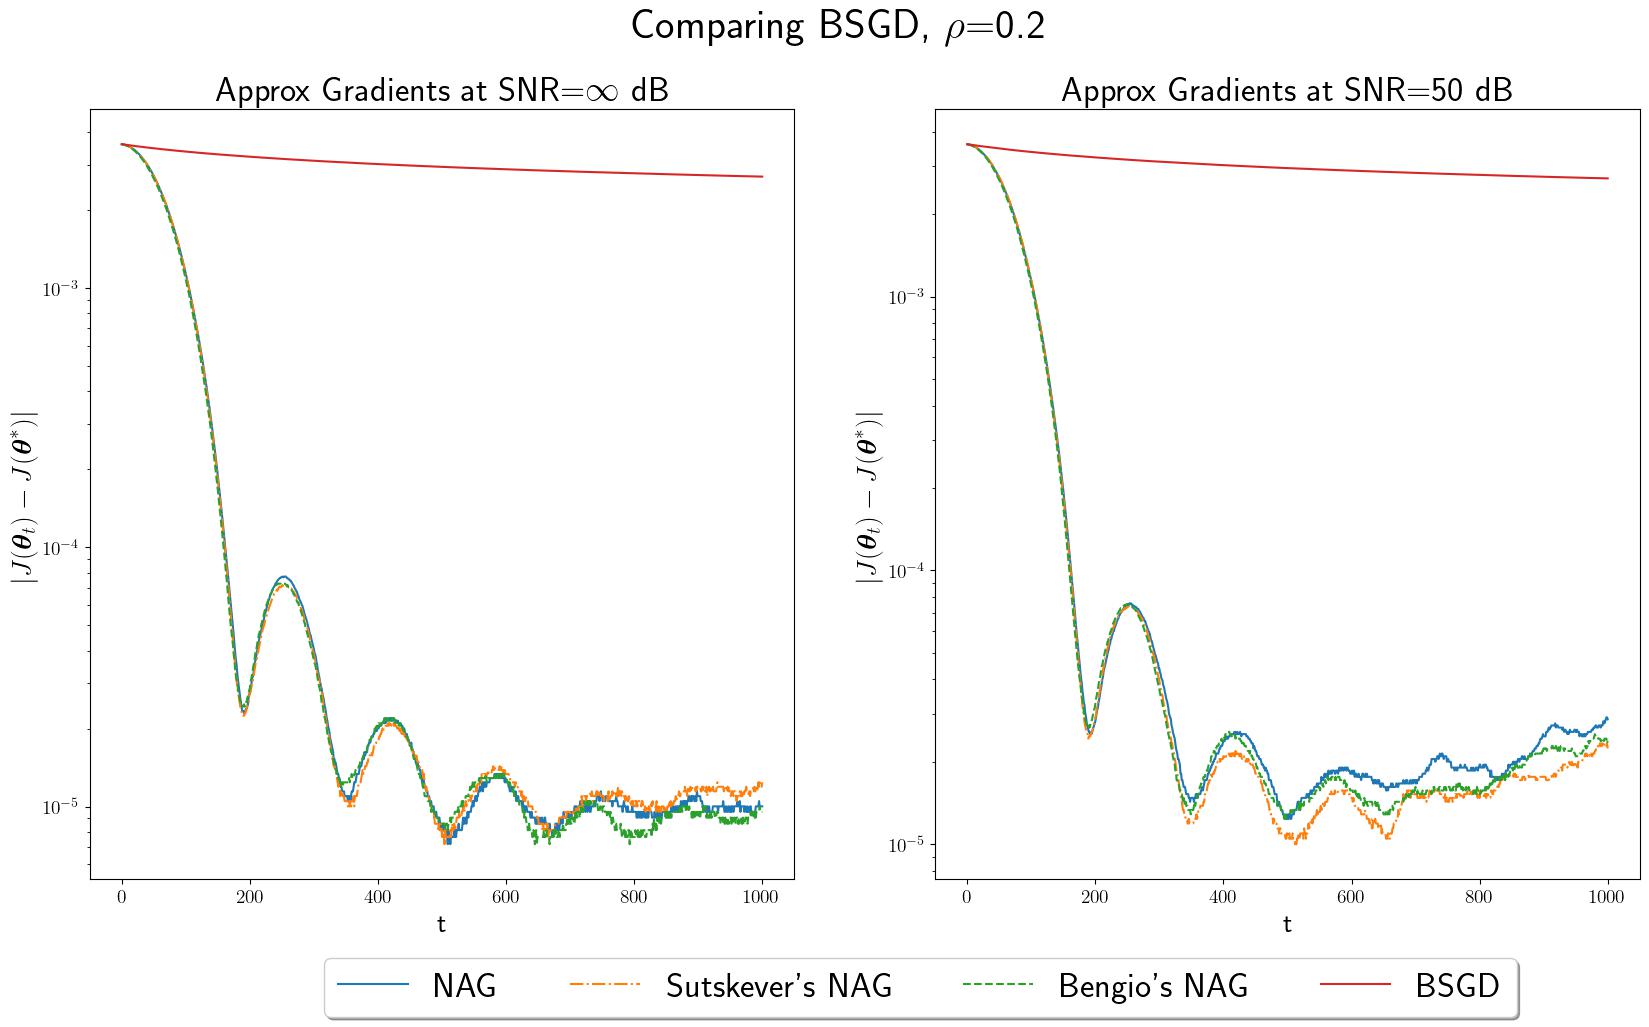 Comparing BSGD, ρ=0.2
Approx Gradients at SNR=∞ dB
|J(θ_t) − J(θ*)|
10⁻³
10⁻⁴
10⁻⁵
0 200 400 600 800 1000
t
Approx Gradients at SNR=50 dB
|J(θ_t) − J(θ*)|
10⁻³
10⁻⁴
10⁻⁵
0 200 400 600 800 1000
t
NAG Sutskever's NAG Bengio's NAG BSGD